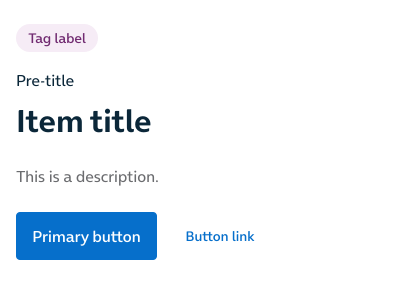 Tag label
Pre-title
Item title
This is a description.
Primary button
Button link